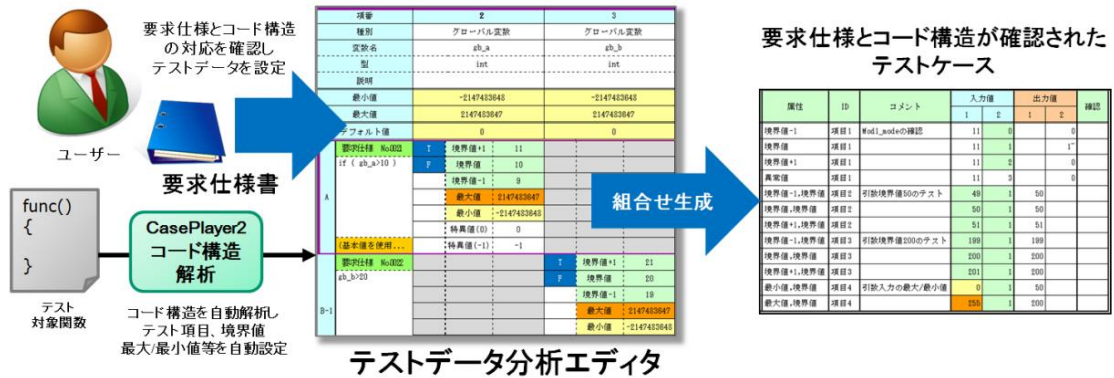 要求仕様とコード構造
の対応を確認し
テストデータを設定
ユーザー
要求仕様書
func()
{
}
テスト
対象関数
CasePlayer2
コード構造
解析
コード構造を自動解析し
テスト項目、境界値
最大/最小値等を自動設定
項番 2 3
種別 グローバル変数 グローバル変数
変数名 gb_a gb_b
型 int int
説明
最小値 -2147483648 -2147483648
最大値 2147483647 2147483647
デフォルト値 0 0
A 要求仕様 No.002 T 境界値+1 11
if ( gb_a>10 ) F 境界値 10
境界値-1 9
最大値 2147483647
最小値 -2147483648
特異値(0) 0
(基本値を使用... 特異値(-1) -1
B-1 要求仕様 No.002 T 境界値+1 21
gb_b>20 F 境界値 20
境界値-1 19
最大値 2147483647
最小値 -2147483648
テストデータ分析エディタ
組合せ生成
要求仕様とコード構造が確認された
テストケース
属性 ID コメント 入力値 出力値 確認
1 2 1 2
境界値-1 項目1 Mod1_modeの確認 11 0 0
境界値 項目1 11 1 1~
境界値+1 項目1 11 2 0
異常値 項目1 11 3 0
境界値-1,境界値 項目2 引数境界値50のテスト 49 1 50
境界値,境界値 項目2 50 1 50
境界値+1,境界値 項目2 51 1 51
境界値-1,境界値 項目3 引数境界値200のテスト 199 1 199
境界値,境界値 項目3 200 1 200
境界値+1,境界値 項目3 201 1 200
最小値,境界値 項目4 引数入力の最大/最小値 0 1 50
最大値,境界値 項目4 255 1 200